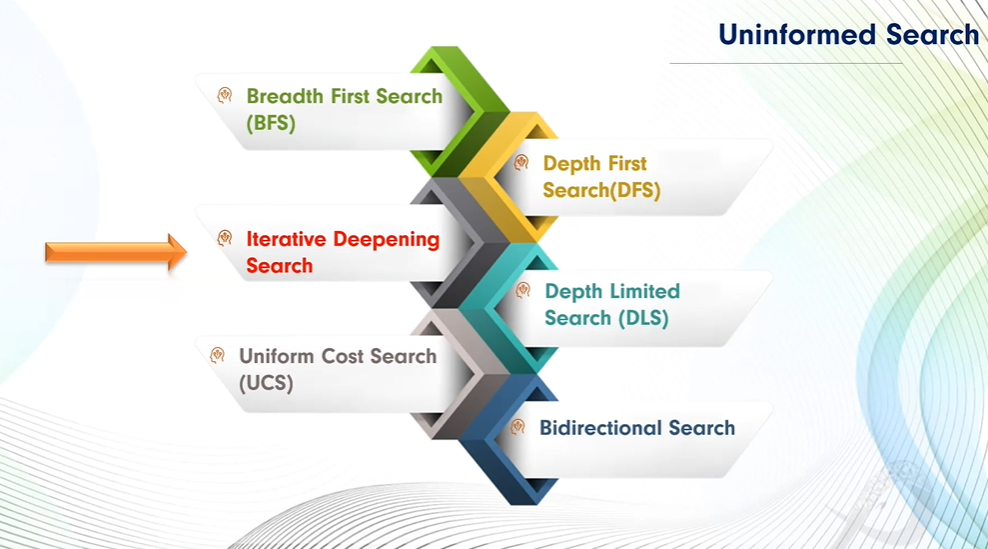 Uninformed Search
Breadth First Search
(BFS)
Depth First
Search(DFS)
Iterative Deepening
Search
Depth Limited
Search (DLS)
Uniform Cost Search
(UCS)
Bidirectional Search